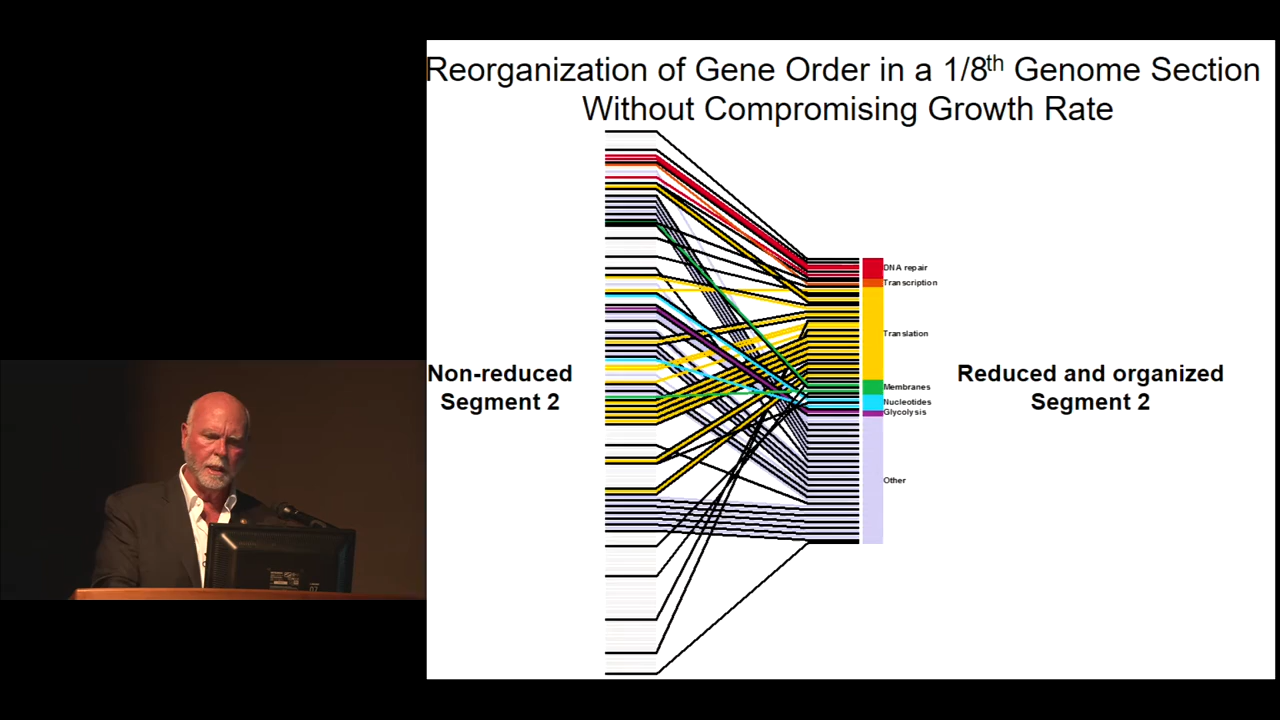 Reorganization of Gene Order in a 1/8th Genome Section
Without Compromising Growth Rate
Non-reduced
Segment 2
DNA repair
Transcription
Translation
Membranes
Nucleotides
Glycolysis
Other
Reduced and organized
Segment 2